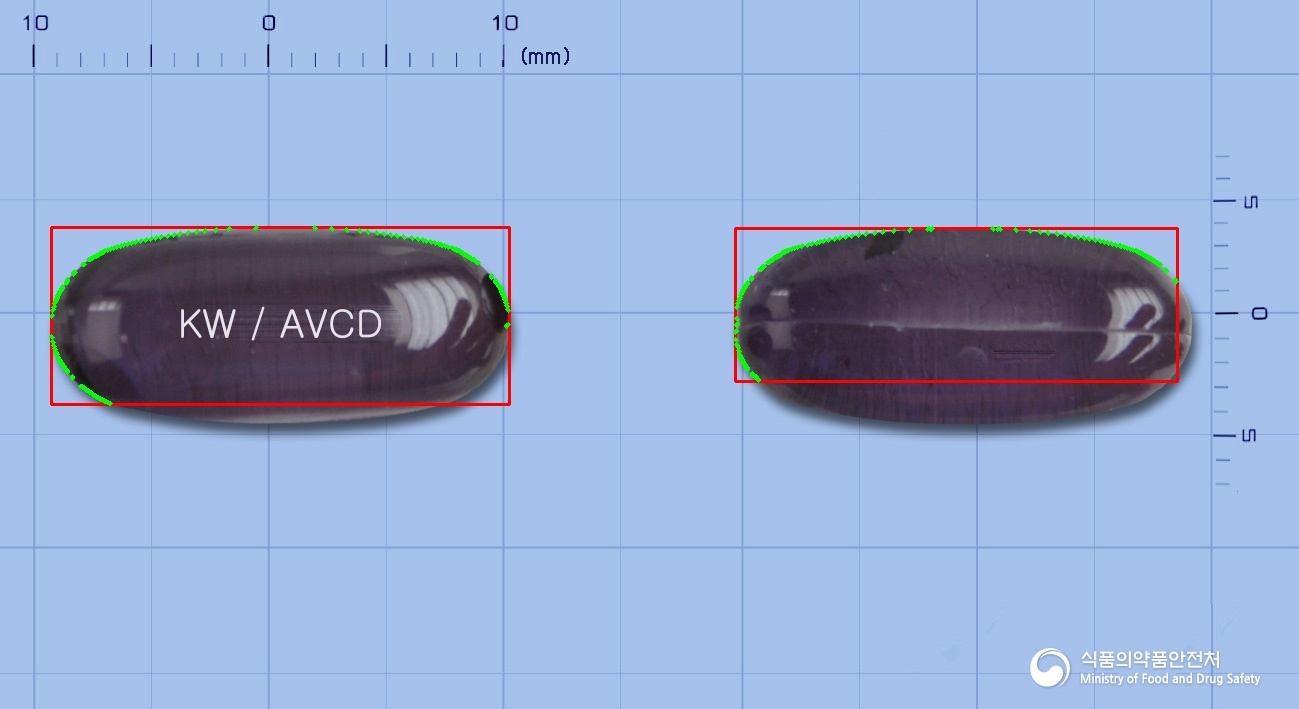 10 0 10
(mm)
5
0
5
KW / AVCD
식품의약품안전처
Ministry of Food and Drug Safety